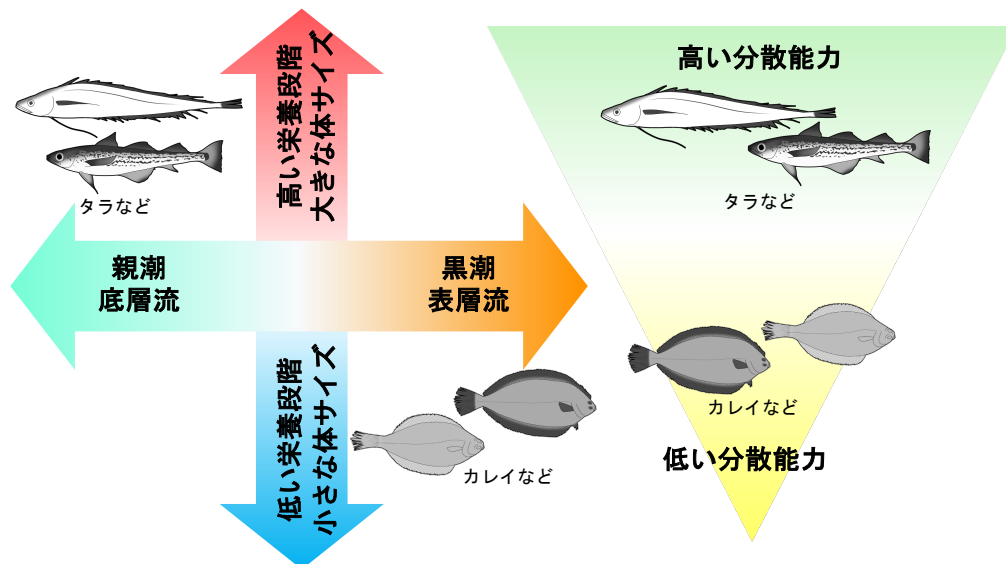 高い栄養段階
大きな体サイズ
タラなど
親潮
底層流
黒潮
表層流
低い栄養段階
小さな体サイズ
カレイなど
高い分散能力
タラなど
カレイなど
低い分散能力